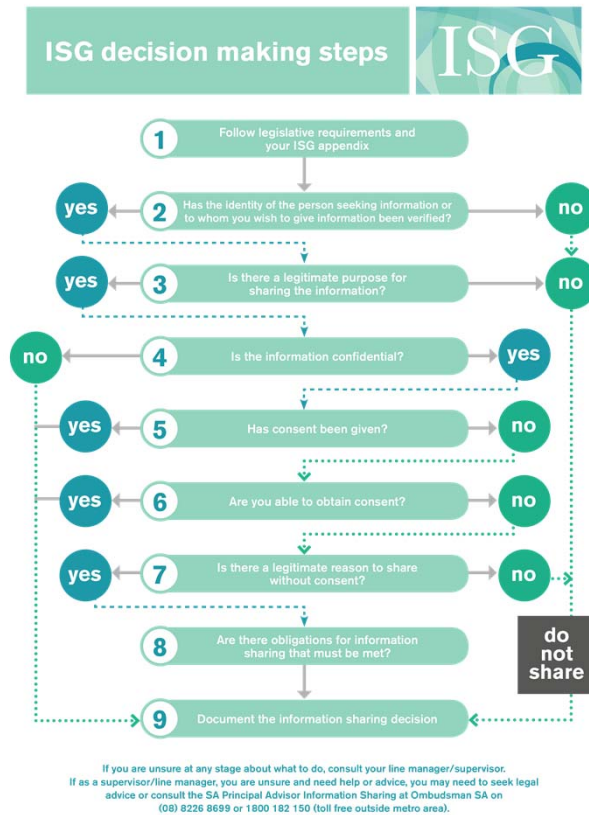 ISG decision making steps
ISG
1
Follow legislative requirements and
your ISG appendix
yes
2
Has the identity of the person seeking information or
to whom you wish to give information been verified?
no
yes
3
Is there a legitimate purpose for
sharing the information?
no
no
4
Is the information confidential?
yes
yes
5
Has consent been given?
no
yes
6
Are you able to obtain consent?
no
yes
7
Is there a legitimate reason to share
without consent?
no
8
Are there obligations for information
sharing that must be met?
do
not
share
9
Document the information sharing decision
If you are unsure at any stage about what to do, consult your line manager/supervisor.
If as a supervisor/line manager, you are unsure and need help or advice, you may need to seek legal
advice or consult the SA Principal Advisor Information Sharing at Ombudsman SA on
(08) 8226 8699 or 1800 182 150 (toll free outside metro area).